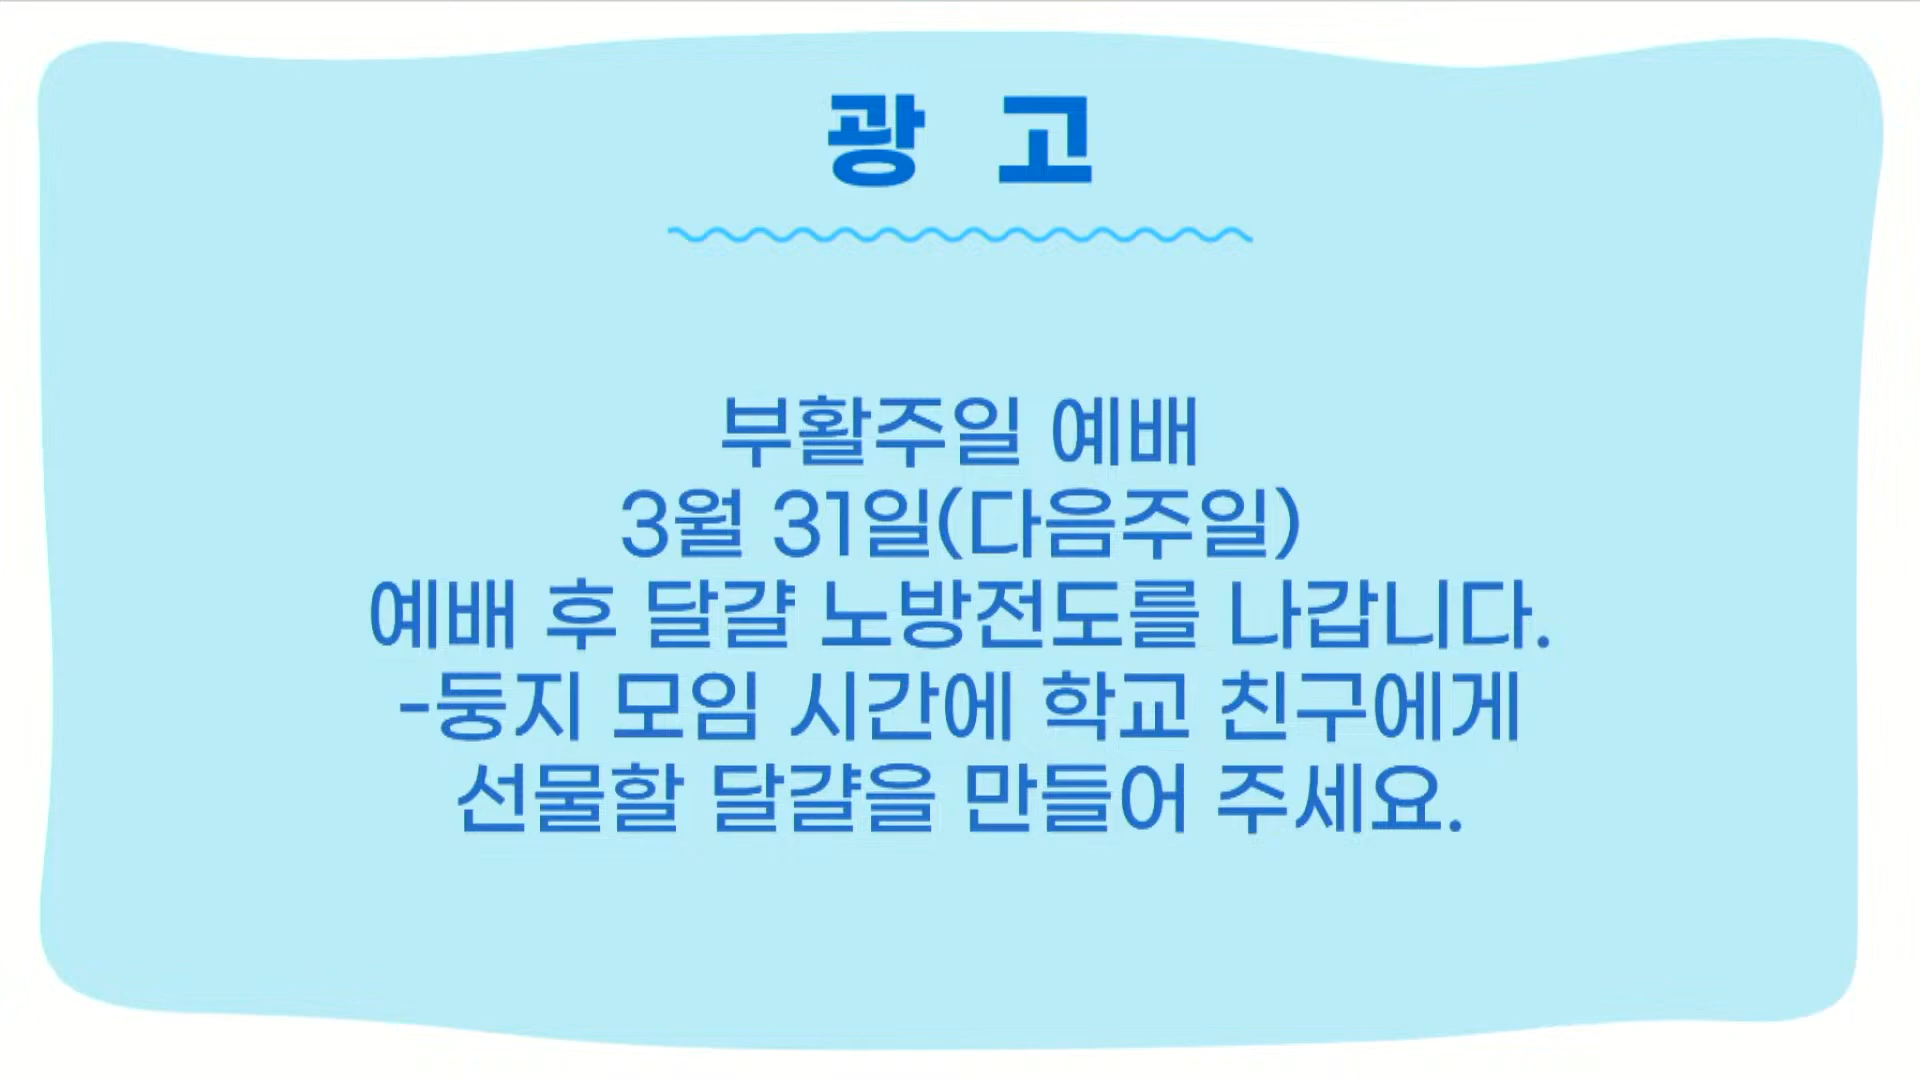 광 고
부활주일 예배
3월 31일(다음주일)
예배 후 달걀 노방전도를 나갑니다.
-둥지 모임 시간에 학교 친구에게
선물할 달걀을 만들어 주세요.